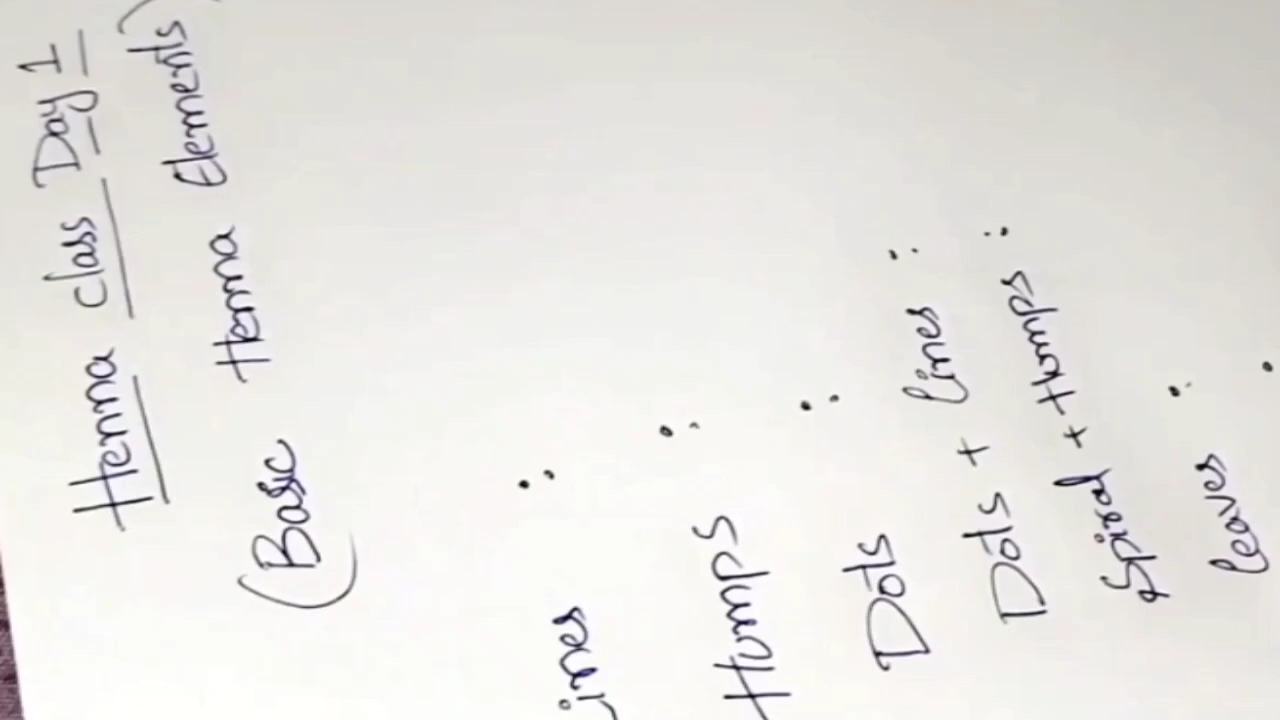 Henna class Day 1
(Basic Henna Elements)
ines :
Humps :
Dots :
Dots + lines :
Spiral + Humps :
leaves :